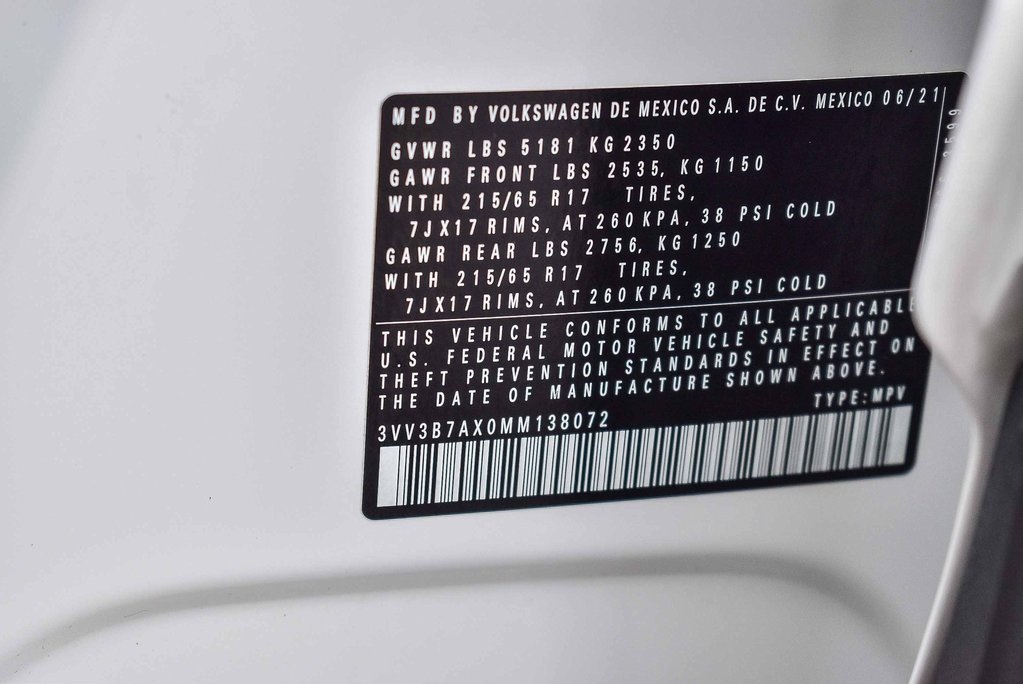 MFD BY VOLKSWAGEN DE MEXICO S.A. DE C.V. MEXICO 06/21
GVWR LBS 5181 KG 2350
GAWR FRONT LBS 2535, KG 1150
WITH 215/65 R17 TIRES,
7JX17 RIMS, AT 260 KPA, 38 PSI COLD
GAWR REAR LBS 2756, KG 1250
WITH 215/65 R17 TIRES,
7JX17 RIMS, AT 260 KPA, 38 PSI COLD
THIS VEHICLE CONFORMS TO ALL APPLICABLE
U.S. FEDERAL MOTOR VEHICLE SAFETY AND
THEFT PREVENTION STANDARDS IN EFFECT ON
THE DATE OF MANUFACTURE SHOWN ABOVE.
TYPE: MPV
3VV3B7AX0MM138072